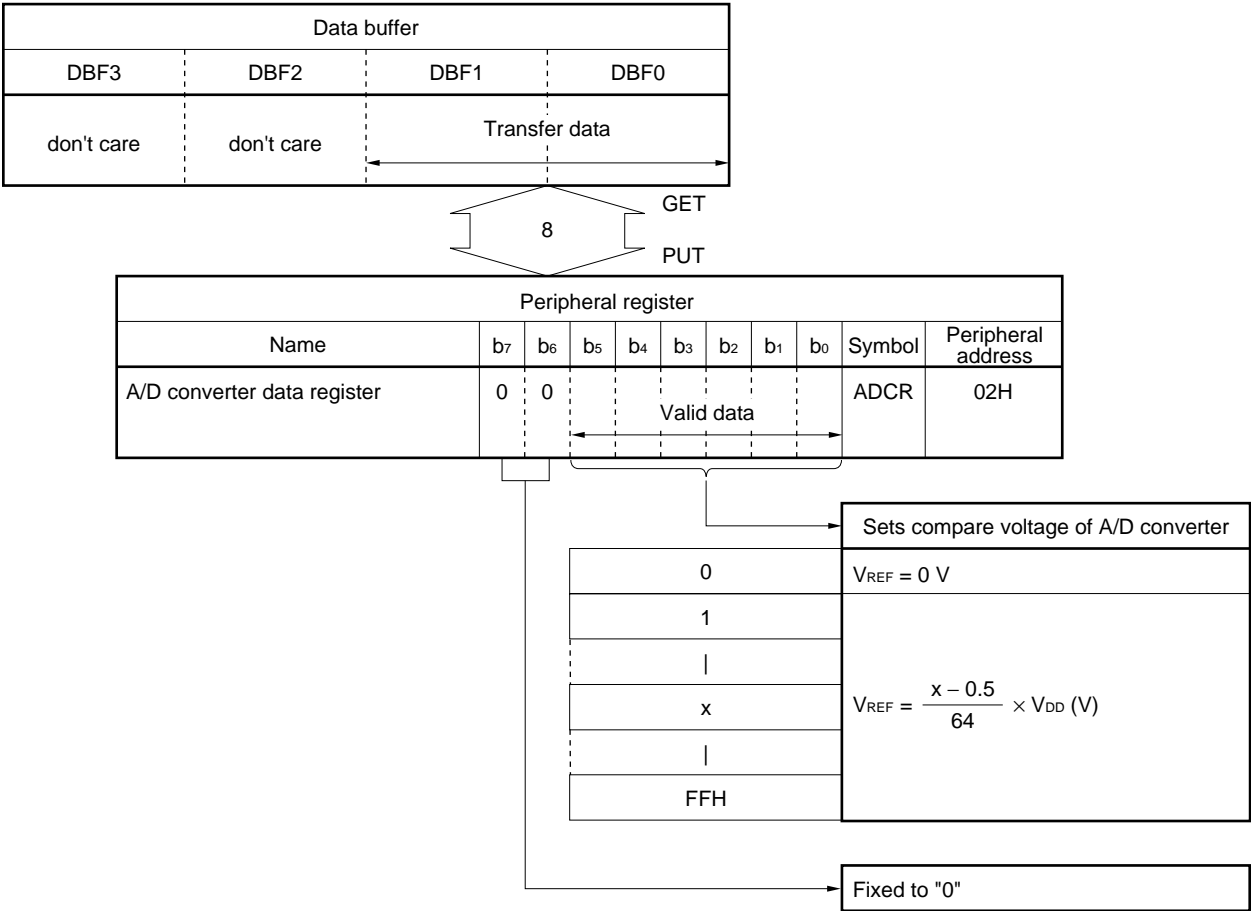 Data buffer
DBF3 DBF2 DBF1 DBF0
don't care don't care Transfer data
GET
8
PUT
Peripheral register
Name b7 b6 b5 b4 b3 b2 b1 b0 Symbol Peripheral address
A/D converter data register 0 0 Valid data ADCR 02H
Sets compare voltage of A/D converter
0 VREF = 0 V
1
|
x VREF = x – 0.5 / 64 × VDD (V)
|
FFH
Fixed to "0"